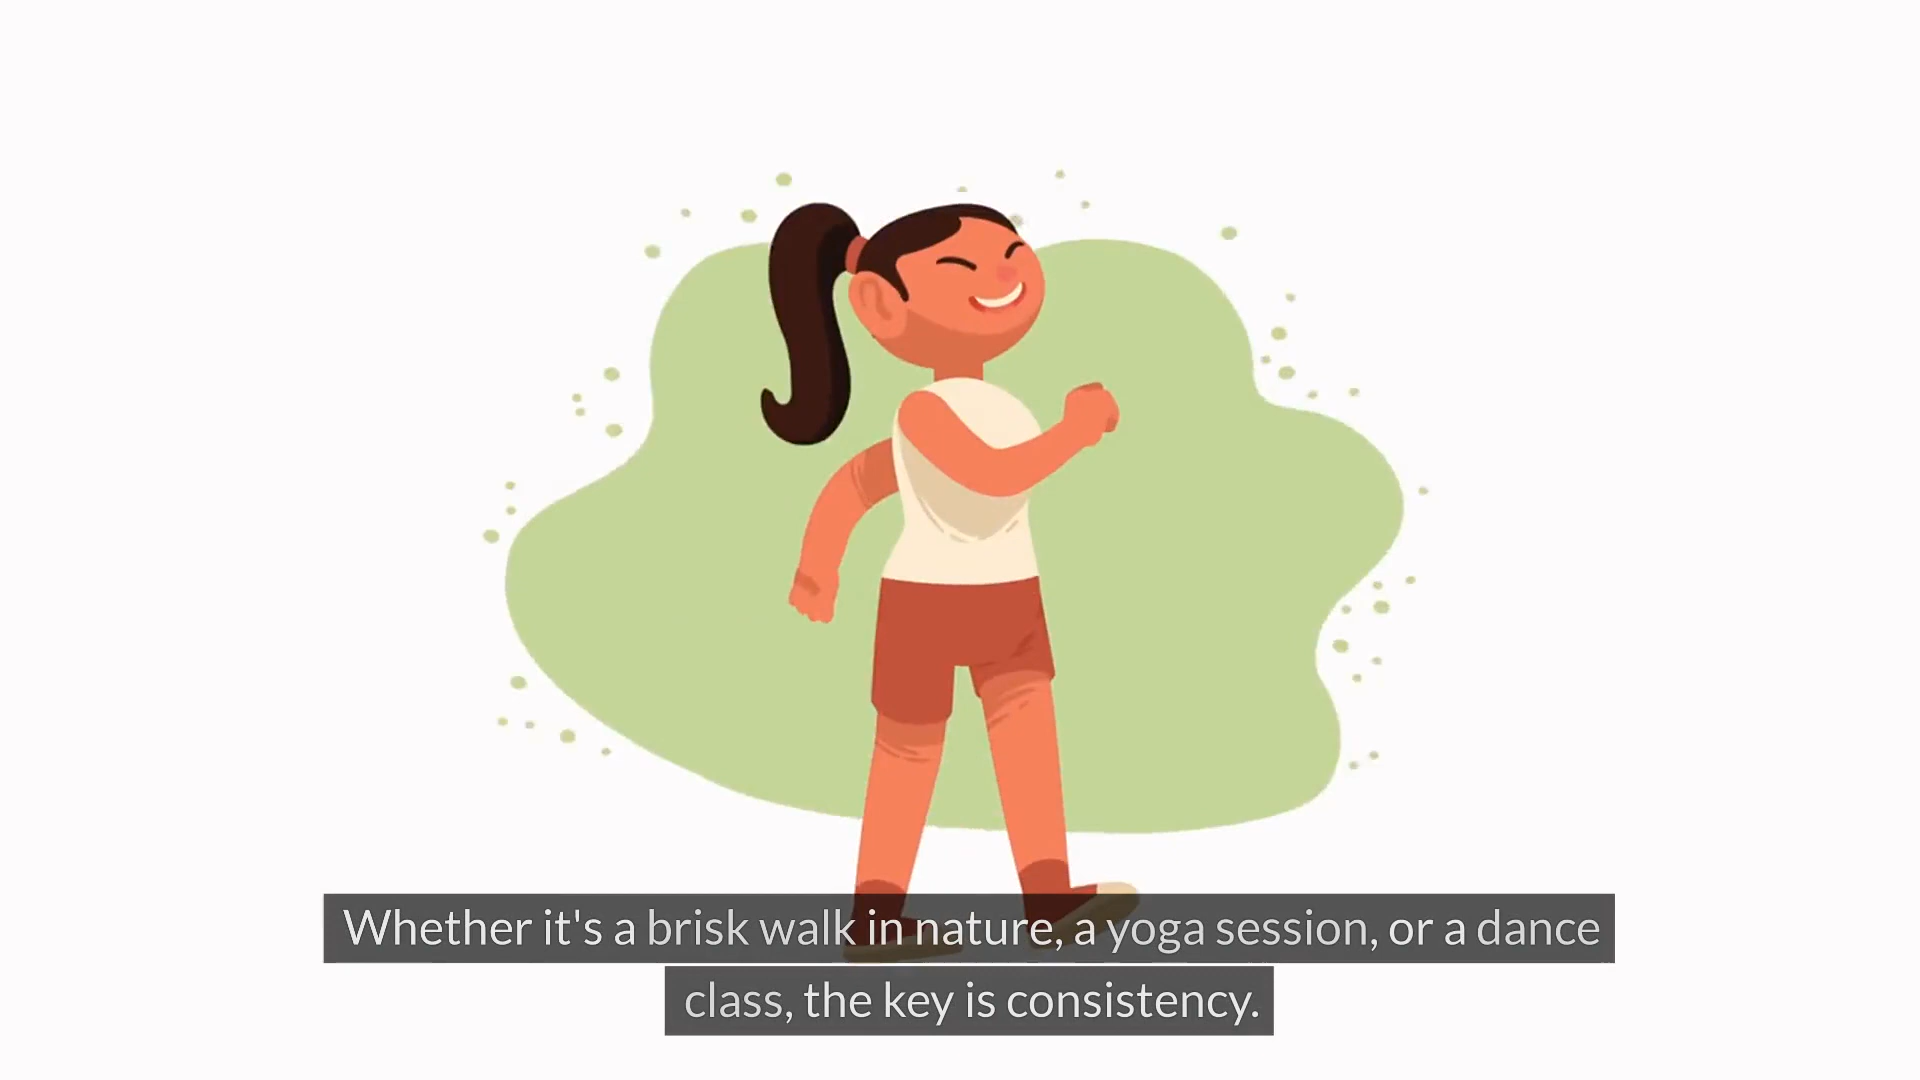 Whether it's a brisk walk in nature, a yoga session, or a dance
class, the key is consistency.